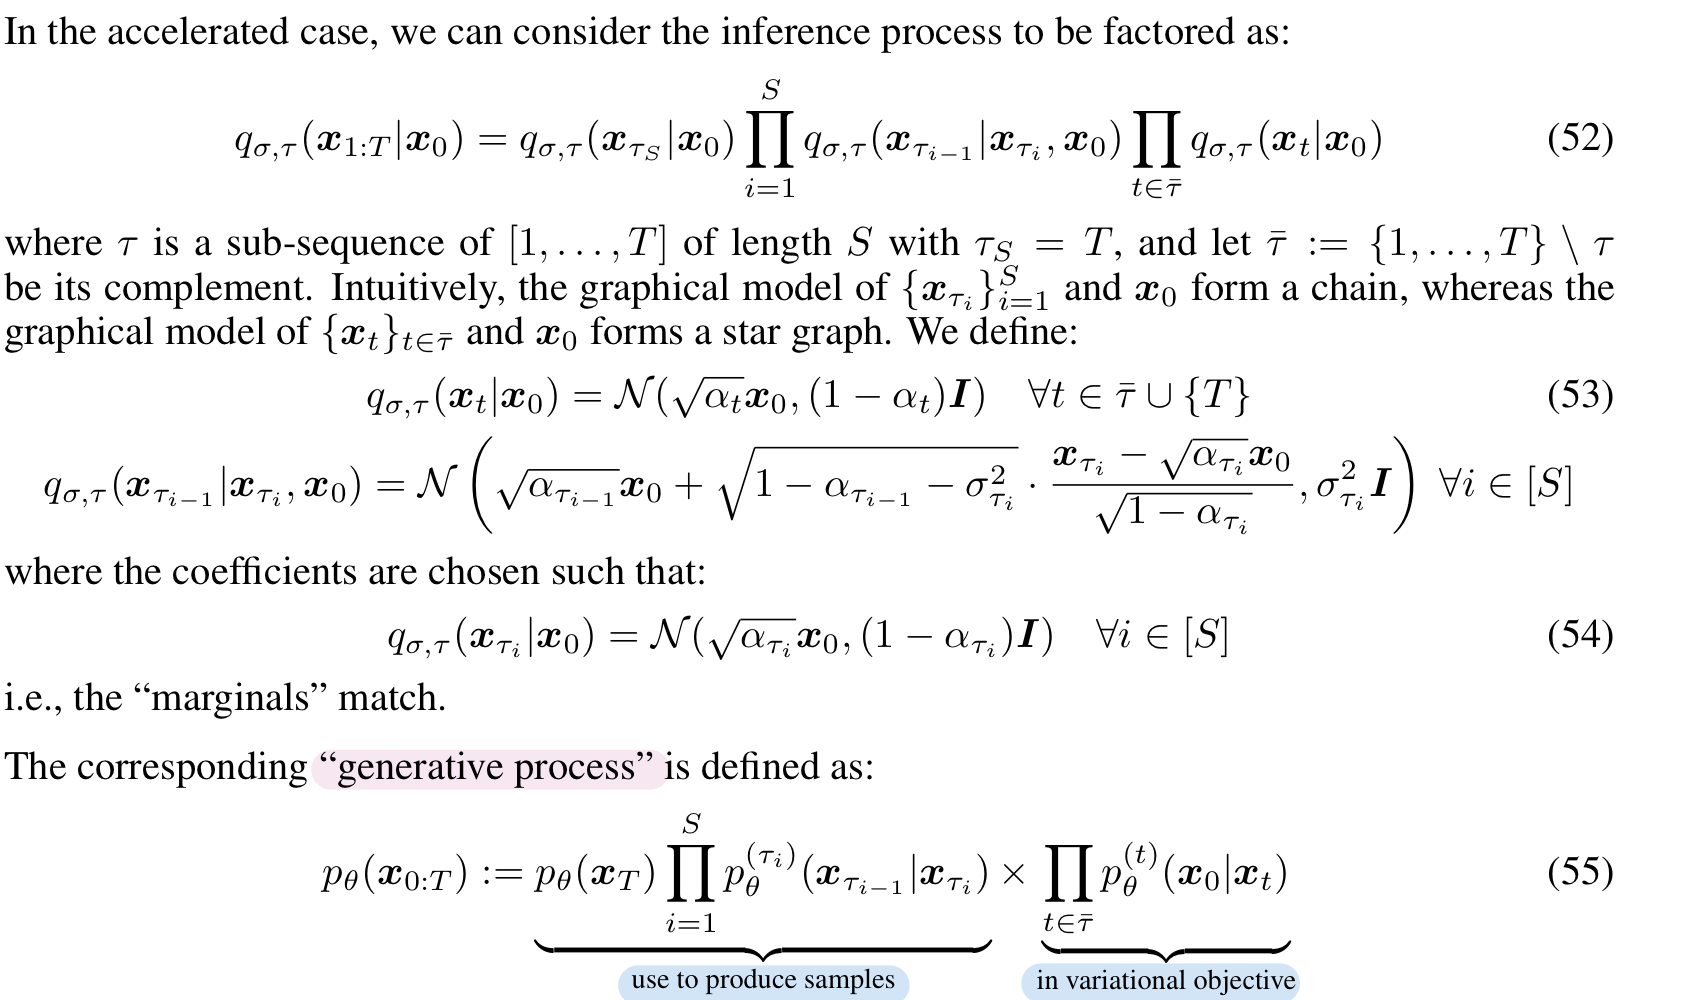 In the accelerated case, we can consider the inference process to be factored as:
$q_{\sigma,\tau}(\boldsymbol{x}_{1:T}|\boldsymbol{x}_0) = q_{\sigma,\tau}(\boldsymbol{x}_{\tau_S}|\boldsymbol{x}_0) \prod_{i=1}^{S} q_{\sigma,\tau}(\boldsymbol{x}_{\tau_{i-1}}|\boldsymbol{x}_{\tau_i}, \boldsymbol{x}_0) \prod_{t \in \bar{\tau}} q_{\sigma,\tau}(\boldsymbol{x}_t|\boldsymbol{x}_0)$ (52)
where $\tau$ is a sub-sequence of $[1, \ldots, T]$ of length $S$ with $\tau_S = T$, and let $\bar{\tau} := \{1, \ldots, T\} \setminus \tau$
be its complement. Intuitively, the graphical model of $\{\boldsymbol{x}_{\tau_i}\}_{i=1}^{S}$ and $\boldsymbol{x}_0$ form a chain, whereas the
graphical model of $\{\boldsymbol{x}_t\}_{t \in \bar{\tau}}$ and $\boldsymbol{x}_0$ forms a star graph. We define:
$q_{\sigma,\tau}(\boldsymbol{x}_t|\boldsymbol{x}_0) = \mathcal{N}(\sqrt{\alpha_t}\boldsymbol{x}_0, (1 - \alpha_t)\boldsymbol{I}) \quad \forall t \in \bar{\tau} \cup \{T\}$ (53)
$q_{\sigma,\tau}(\boldsymbol{x}_{\tau_{i-1}}|\boldsymbol{x}_{\tau_i}, \boldsymbol{x}_0) = \mathcal{N}\left(\sqrt{\alpha_{\tau_{i-1}}}\boldsymbol{x}_0 + \sqrt{1 - \alpha_{\tau_{i-1}} - \sigma_{\tau_i}^2} \cdot \frac{\boldsymbol{x}_{\tau_i} - \sqrt{\alpha_{\tau_i}}\boldsymbol{x}_0}{\sqrt{1 - \alpha_{\tau_i}}}, \sigma_{\tau_i}^2 \boldsymbol{I}\right) \ \forall i \in [S]$
where the coefficients are chosen such that:
$q_{\sigma,\tau}(\boldsymbol{x}_{\tau_i}|\boldsymbol{x}_0) = \mathcal{N}(\sqrt{\alpha_{\tau_i}}\boldsymbol{x}_0, (1 - \alpha_{\tau_i})\boldsymbol{I}) \quad \forall i \in [S]$ (54)
i.e., the “marginals” match.
The corresponding “generative process” is defined as:
$p_\theta(\boldsymbol{x}_{0:T}) := \underbrace{p_\theta(\boldsymbol{x}_T) \prod_{i=1}^{S} p_\theta^{(\tau_i)}(\boldsymbol{x}_{\tau_{i-1}}|\boldsymbol{x}_{\tau_i})} \times \underbrace{\prod_{t \in \bar{\tau}} p_\theta^{(t)}(\boldsymbol{x}_0|\boldsymbol{x}_t)}$ (55)
use to produce samples in variational objective